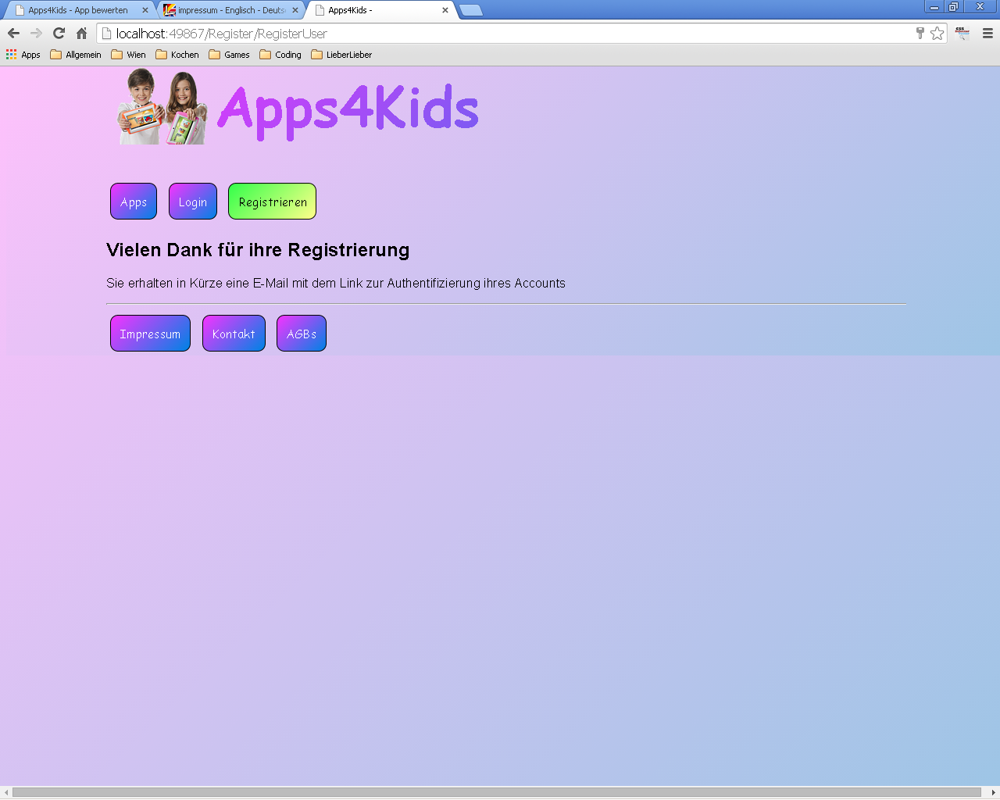 Apps4Kids - App bewerten
impressum - Englisch - Deuts
Apps4Kids -
localhost:49867/Register/RegisterUser
Apps Allgemein Wien Kochen Games Coding LieberLieber
Apps4Kids
Apps Login Registrieren
Vielen Dank für ihre Registrierung
Sie erhalten in Kürze eine E-Mail mit dem Link zur Authentifizierung ihres Accounts
Impressum Kontakt AGBs